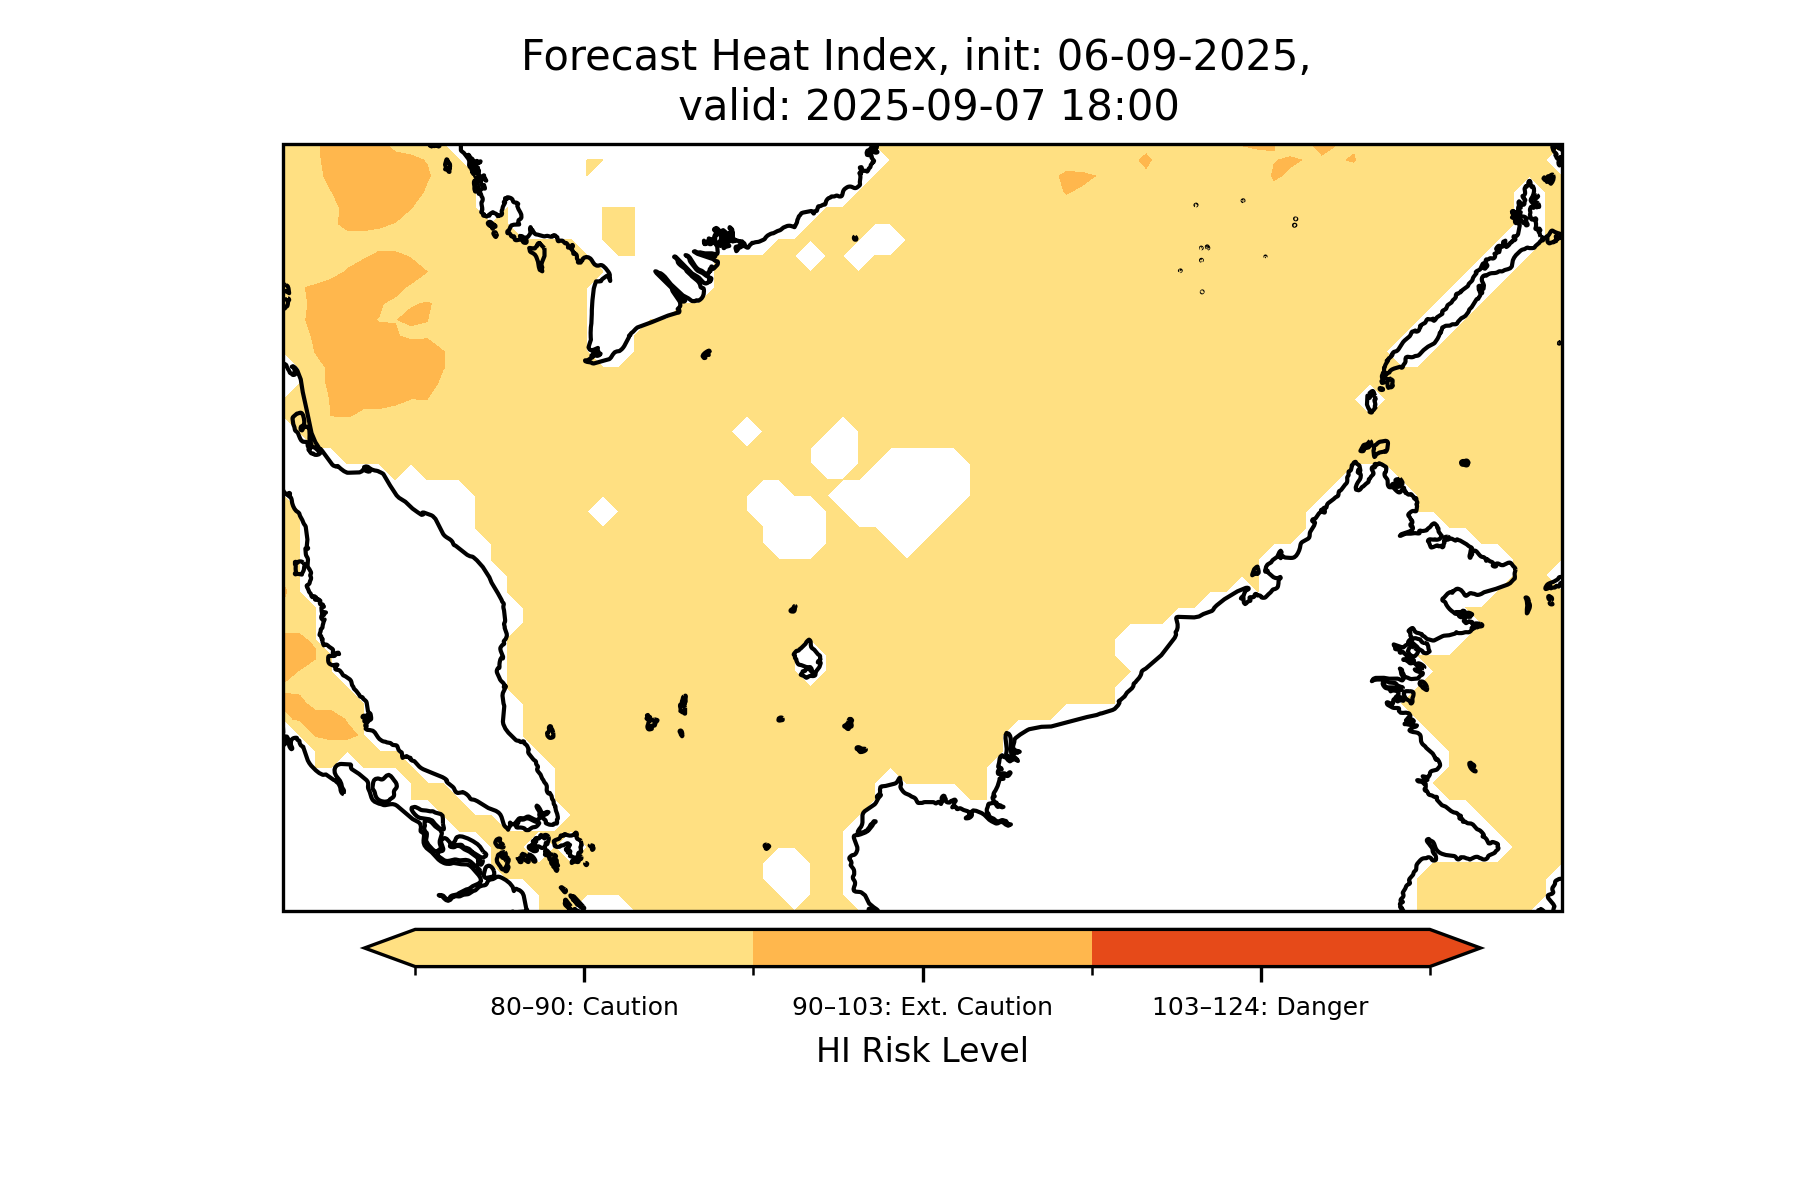 Forecast Heat Index, init: 06-09-2025,
valid: 2025-09-07 18:00
80–90: Caution
90–103: Ext. Caution
103–124: Danger
HI Risk Level